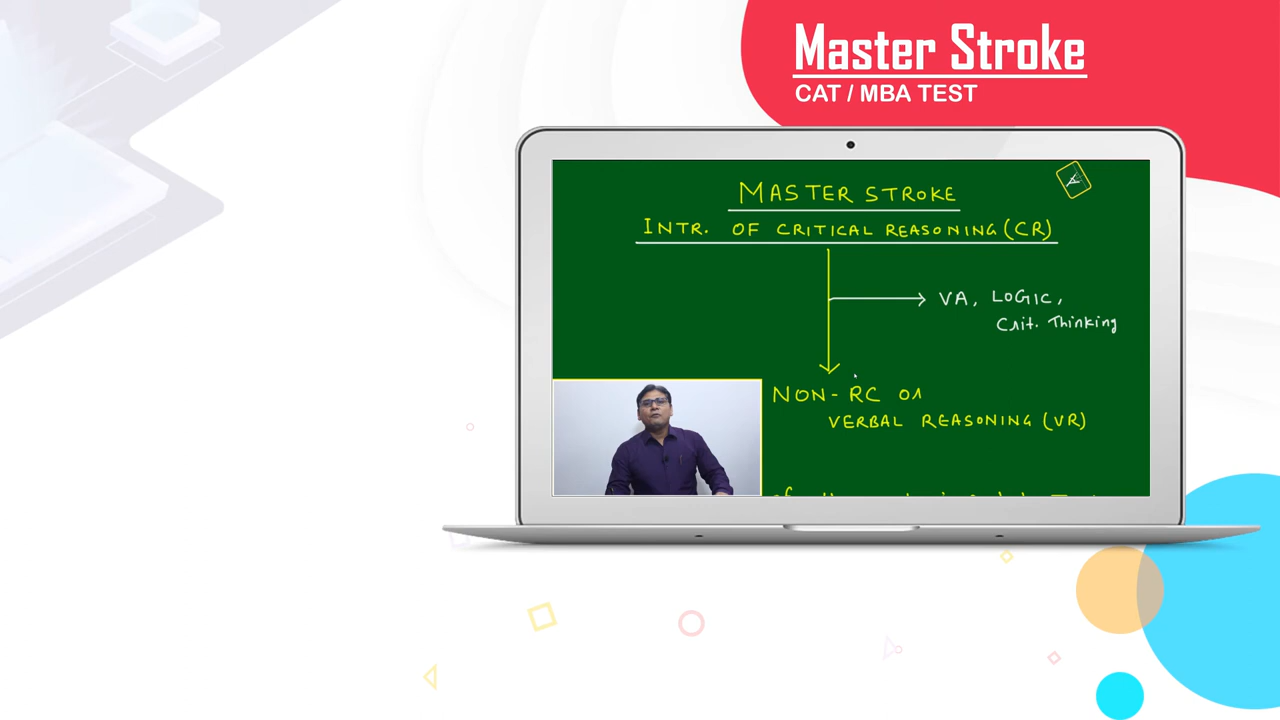 Master Stroke
CAT / MBA TEST
MASTER STROKE
INTR. OF CRITICAL REASONING (CR)
VA, LOGIC,
Crit. Thinking
NON-RC or
VERBAL REASONING (VR)